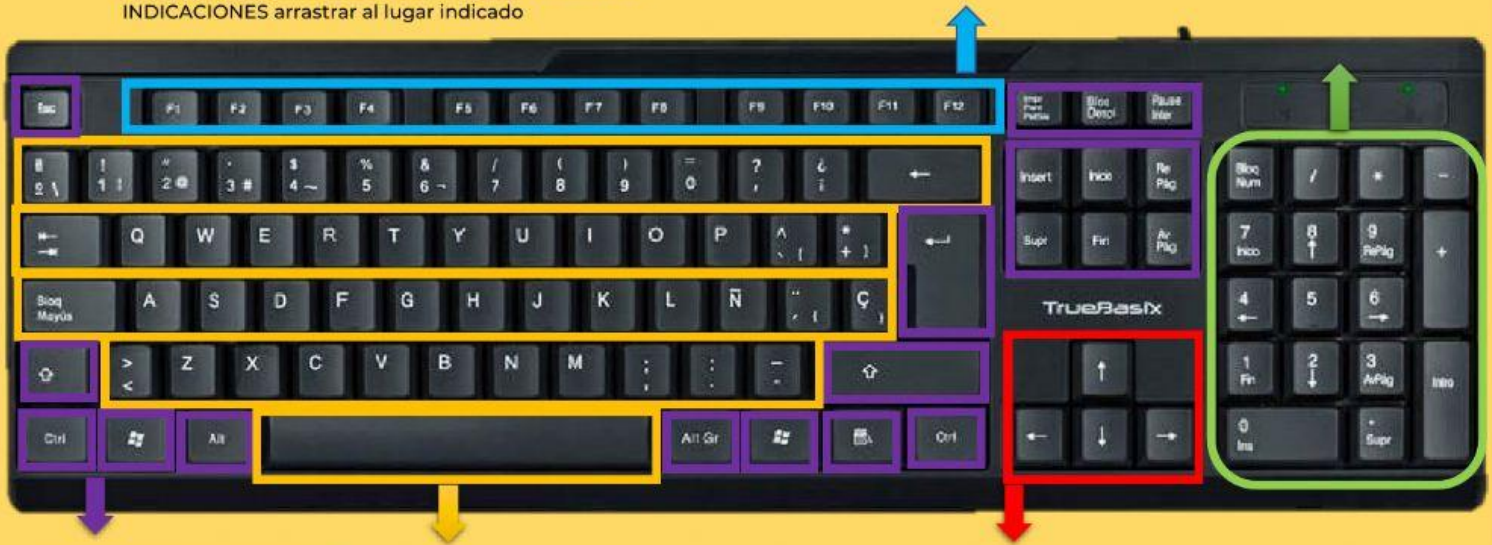 INDICACIONES arrastrar al lugar indicado
Esc F1 F2 F3 F4 F5 F6 F7 F8 F9 F10 F11 F12 Bloq Despl Pausa Inter
ª º \ ! 1 " 2 @ · 3 # $ 4 ~ % 5 & 6 ¬ / 7 ( 8 ) 9 = 0 ? ' ¿ ¡ ← Insert Inicio Re Pág Bloq Num / * -
Q W E R T Y U I O P ^ ` [ * + ] Supr Fin Av Pág 7 Inicio 8 ↑ 9 RePág +
Bloq Mayús A S D F G H J K L Ñ ¨ ´ { Ç } TrueBasix 4 ← 5 6 →
⇧ > < Z X C V B N M ; , : . _ - ⇧ ↑ 1 Fin 2 ↓ 3 AvPág Intro
Ctrl Alt Alt Gr Ctrl ← ↓ → 0 Ins . Supr